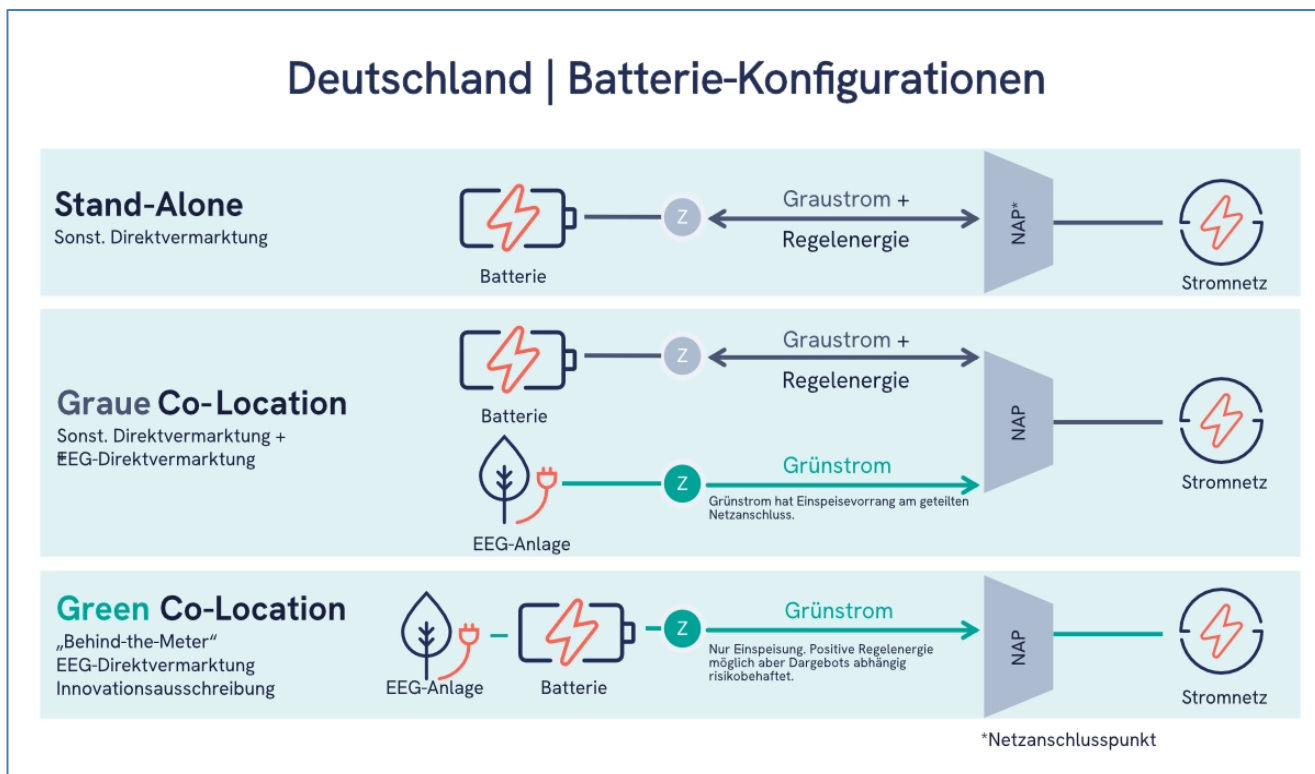 Deutschland | Batterie-Konfigurationen
Stand-Alone
Sonst. Direktvermarktung
Batterie
Z
Graustrom +
Regelenergie
NAP*
Stromnetz
Graue Co-Location
Sonst. Direktvermarktung +
EEG-Direktvermarktung
Batterie
Z
Graustrom +
Regelenergie
EEG-Anlage
Z
Grünstrom
Grünstrom hat Einspeisevorrang am geteilten
Netzanschluss.
NAP
Stromnetz
Green Co-Location
„Behind-the-Meter“
EEG-Direktvermarktung
Innovationsausschreibung
EEG-Anlage
Batterie
Z
Grünstrom
Nur Einspeisung. Positive Regelenergie
möglich aber Dargebots abhängig
risikobehaftet.
NAP
Stromnetz
*Netzanschlusspunkt